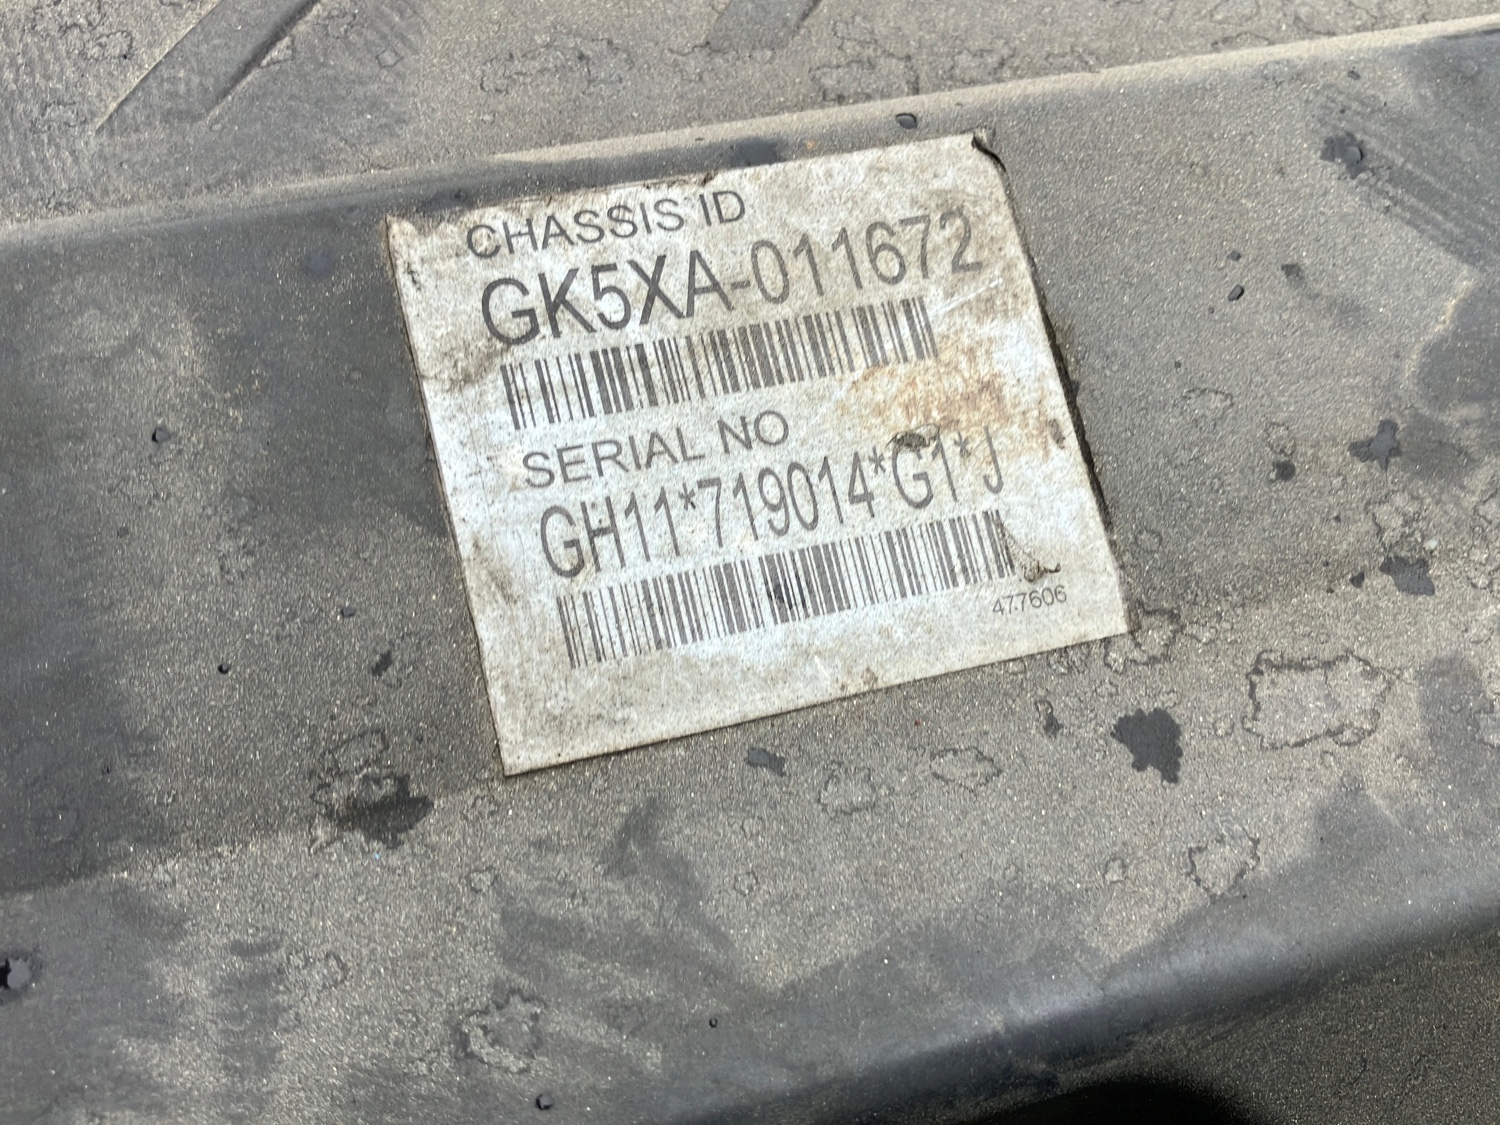 CHASSIS ID
GK5XA-011672
SERIAL NO
GH11*719014*G1*J
477606